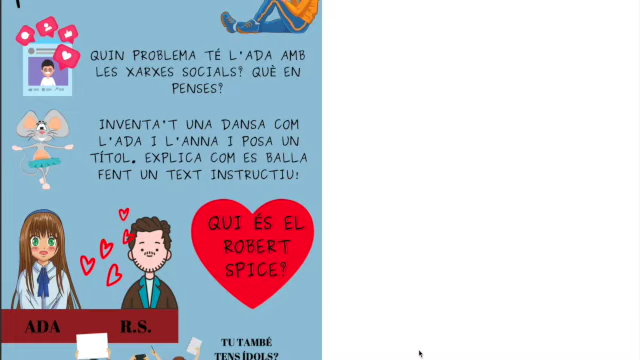 QUIN PROBLEMA TÉ L'ADA AMB
LES XARXES SOCIALS? QUÈ EN
PENSES?
INVENTA'T UNA DANSA COM
L'ADA I L'ANNA I POSA UN
TÍTOL. EXPLICA COM ES BALLA
FENT UN TEXT INSTRUCTIU!
QUI ÉS EL
ROBERT
SPICE?
ADA R.S.
TU TAMBÉ
TENS ÍDOLS?